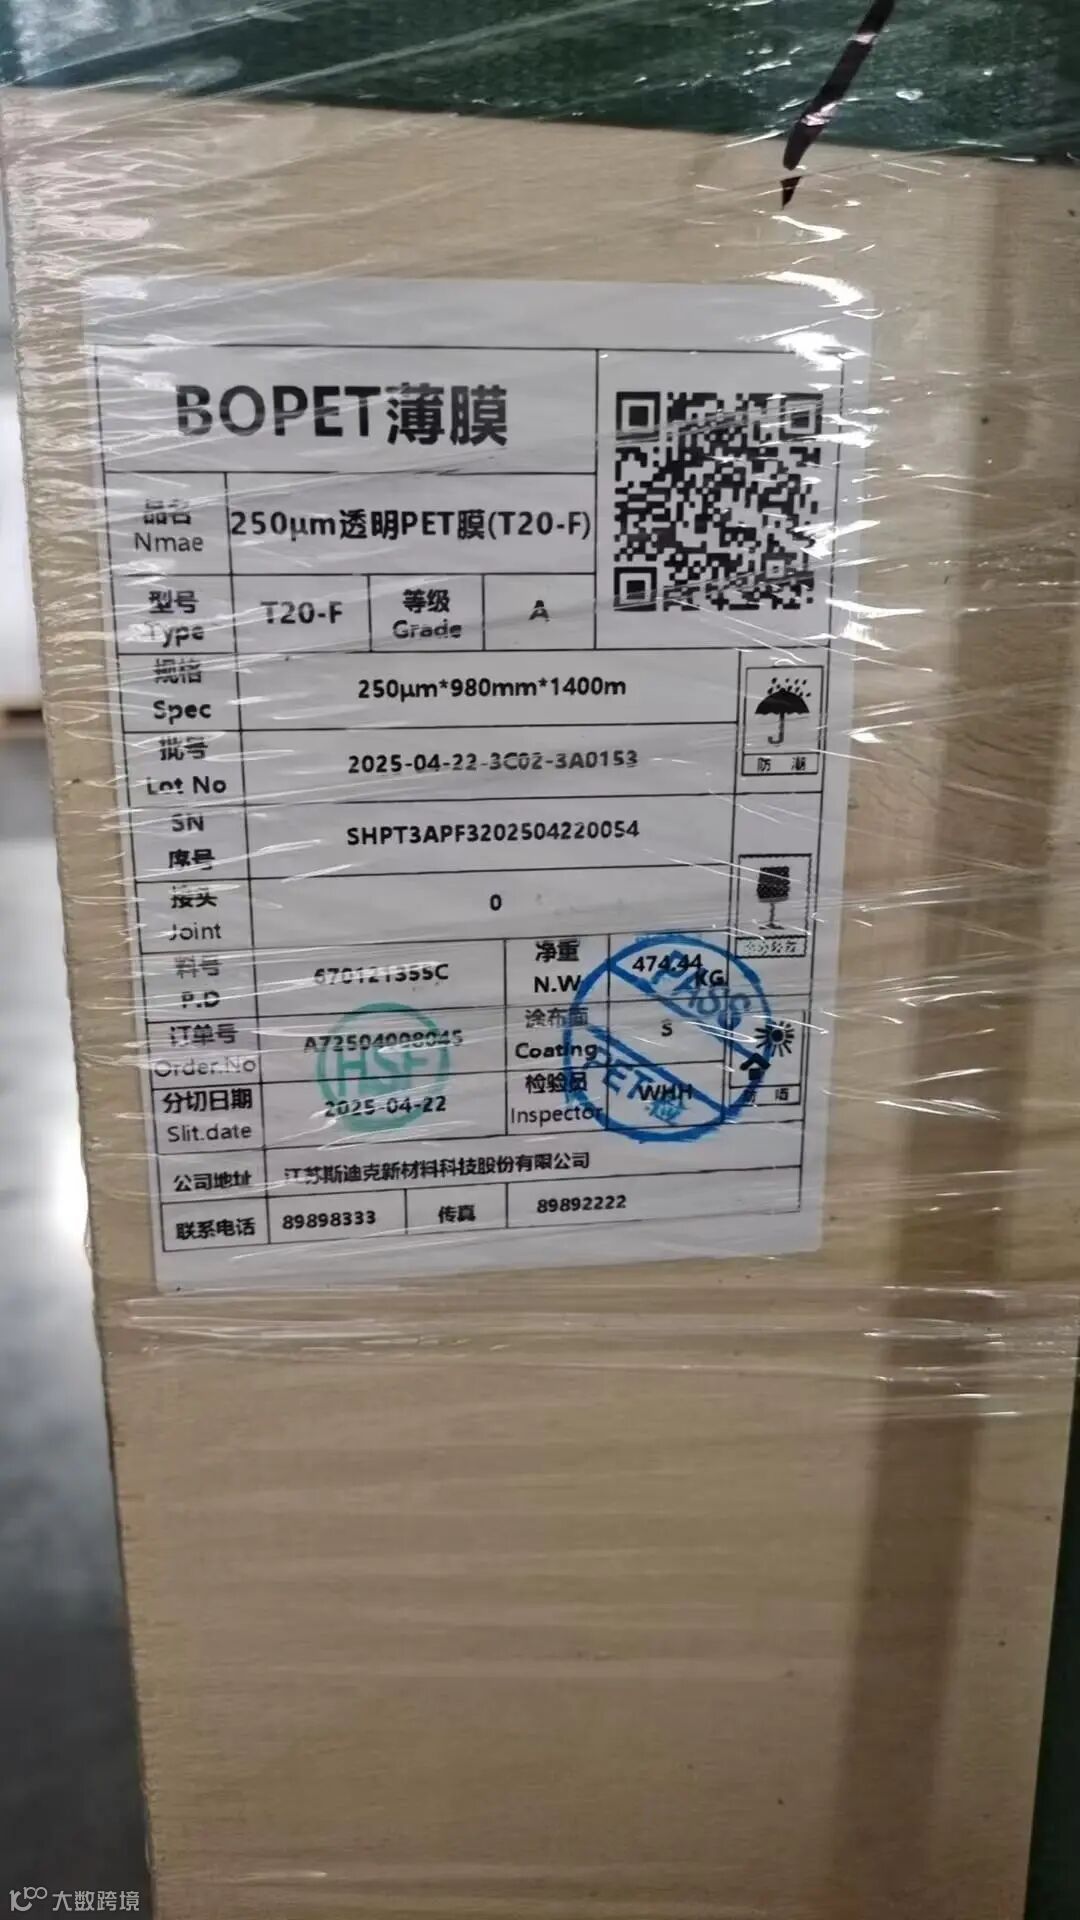 BOPET薄膜
品名
Nmae
250μm透明PET膜(T20-F)
型号
Type
T20-F
等级
Grade
A
规格
Spec
250μm*980mm*1400m
批号
Lot No
2025-04-22-3C02-3A0153
防 潮
SN
序号
SHPT3APF3202504220054
接头
Joint
0
料号
P.D
670121355C
净重
N.W
474.44
KG
订单号
Order.No
A72504008045
涂布面
Coating
S
分切日期
Slit.date
2025-04-22
检验员
Inspector
WHH
HSF
PASS
PET
公司地址
江苏斯迪克新材料科技股份有限公司
联系电话
89898333
传真
89892222
大数跨境